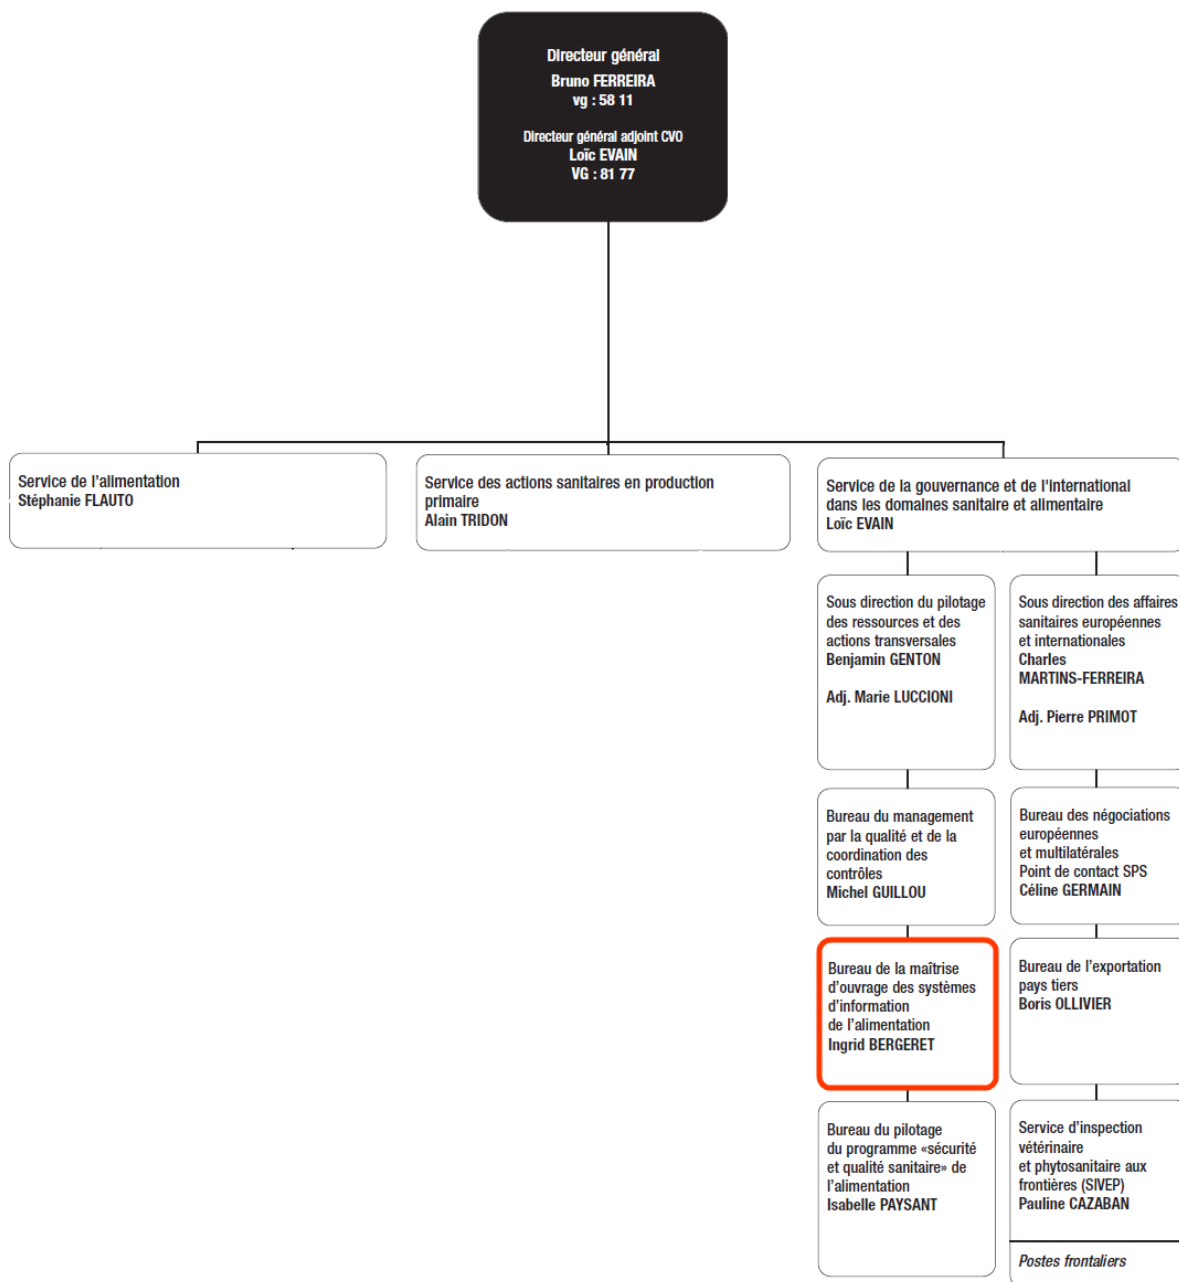 Directeur général
Bruno FERREIRA
vg : 58 11
Directeur général adjoint CVO
Loïc EVAIN
VG : 81 77
Service de l’alimentation
Stéphanie FLAUTO
Service des actions sanitaires en production
primaire
Alain TRIDON
Service de la gouvernance et de l'international
dans les domaines sanitaire et alimentaire
Loïc EVAIN
Sous direction du pilotage
des ressources et des
actions transversales
Benjamin GENTON
Adj. Marie LUCCIONI
Sous direction des affaires
sanitaires européennes
et internationales
Charles
MARTINS-FERREIRA
Adj. Pierre PRIMOT
Bureau du management
par la qualité et de la
coordination des
contrôles
Michel GUILLOU
Bureau des négociations
européennes
et multilatérales
Point de contact SPS
Céline GERMAIN
Bureau de la maîtrise
d’ouvrage des systèmes
d’information
de l’alimentation
Ingrid BERGERET
Bureau de l’exportation
pays tiers
Boris OLLIVIER
Bureau du pilotage
du programme «sécurité
et qualité sanitaire» de
l’alimentation
Isabelle PAYSANT
Service d’inspection
vétérinaire
et phytosanitaire aux
frontières (SIVEP)
Pauline CAZABAN
Postes frontaliers